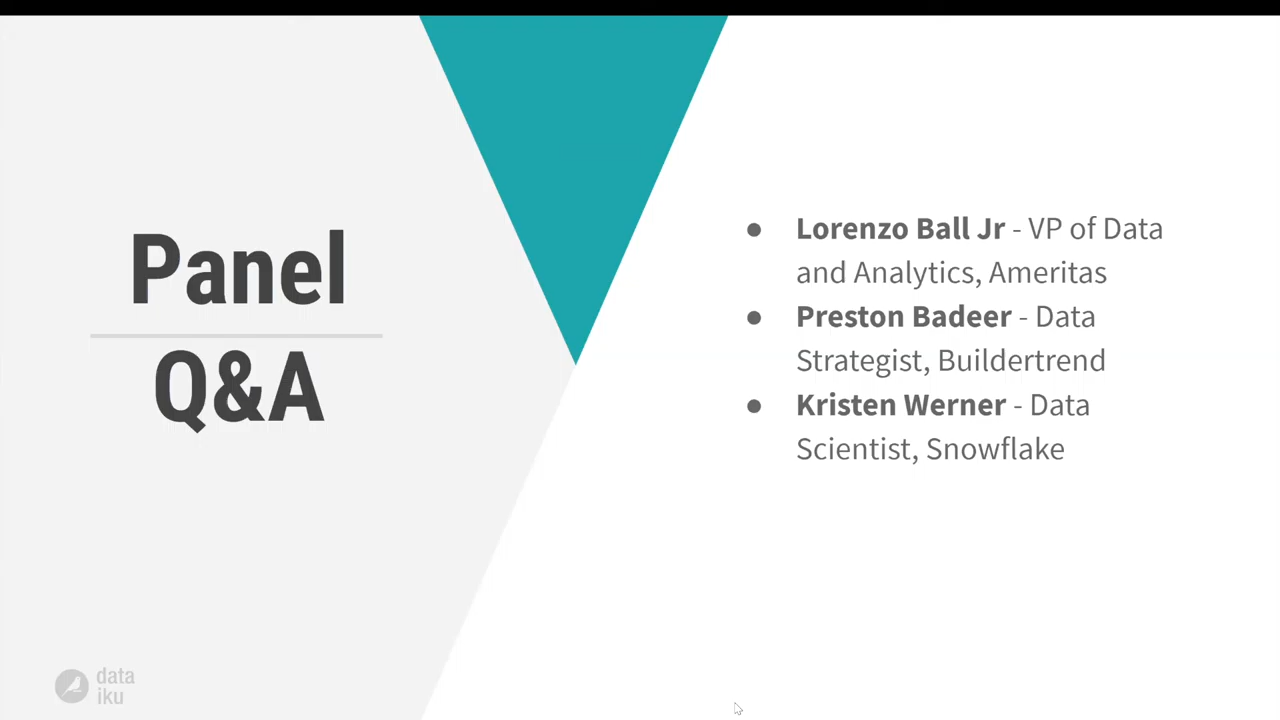 Panel
Q&A
● Lorenzo Ball Jr - VP of Data
and Analytics, Ameritas
● Preston Badeer - Data
Strategist, Buildertrend
● Kristen Werner - Data
Scientist, Snowflake
data
iku